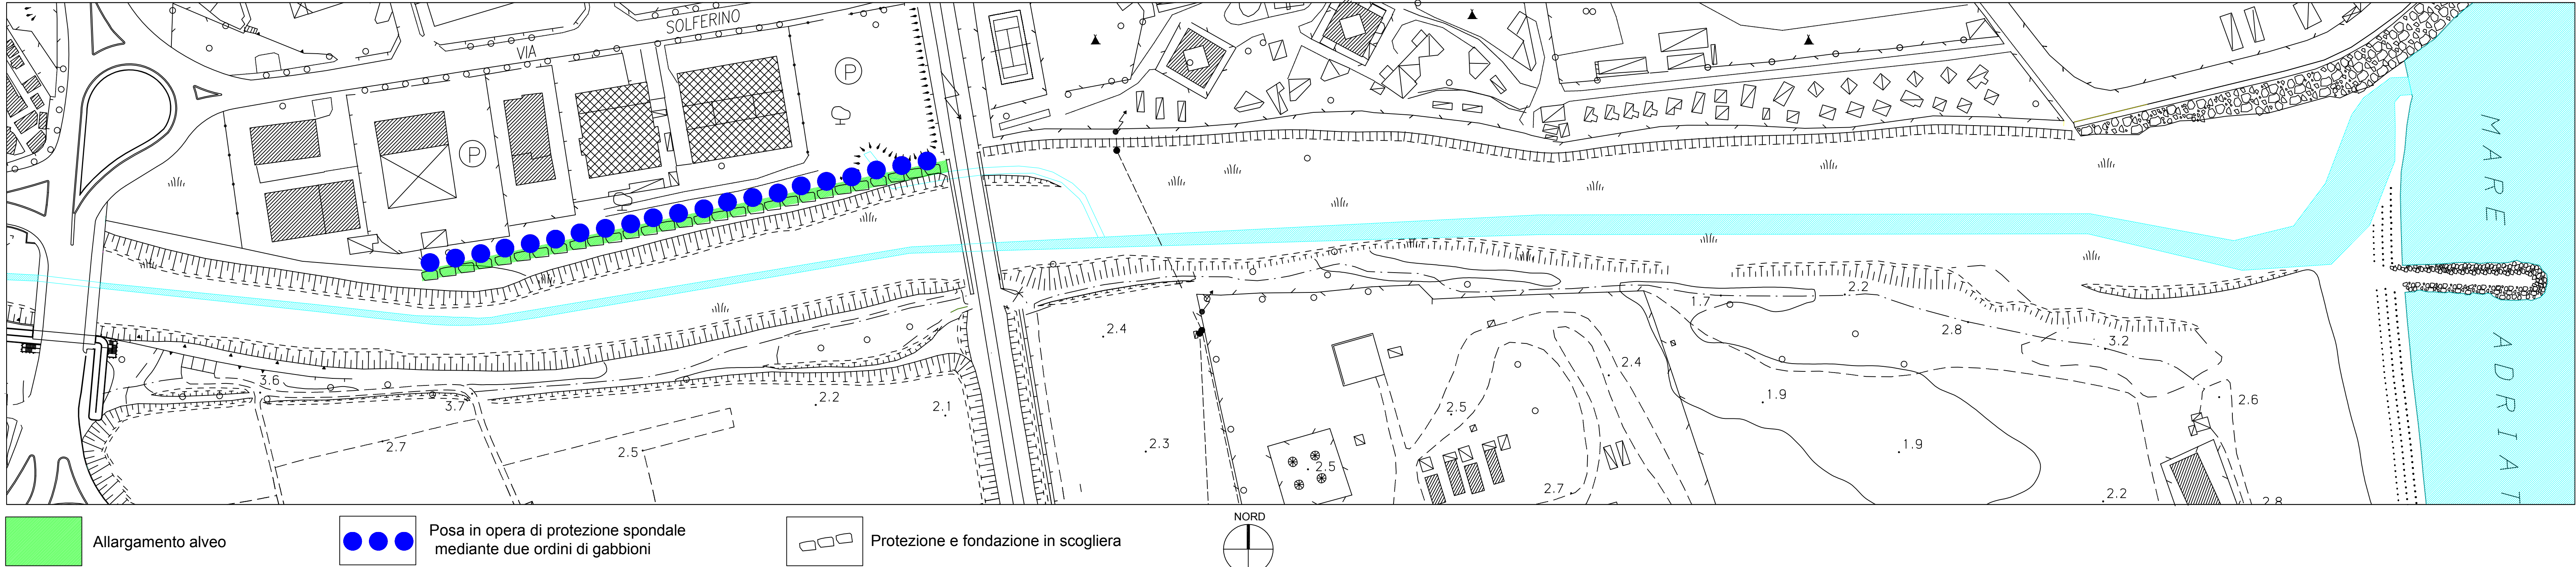 VIA SOLFERINO
P
P
MARE ADRIAT
2.4
1.7
2.2
2.8
3.2
3.6
3.7
2.2
2.1
2.4
2.5
1.9
2.6
2.7
2.5
2.3
2.5
1.9
2.7
2.2
2.8
Allargamento alveo
Posa in opera di protezione spondale
mediante due ordini di gabbioni
Protezione e fondazione in scogliera
NORD